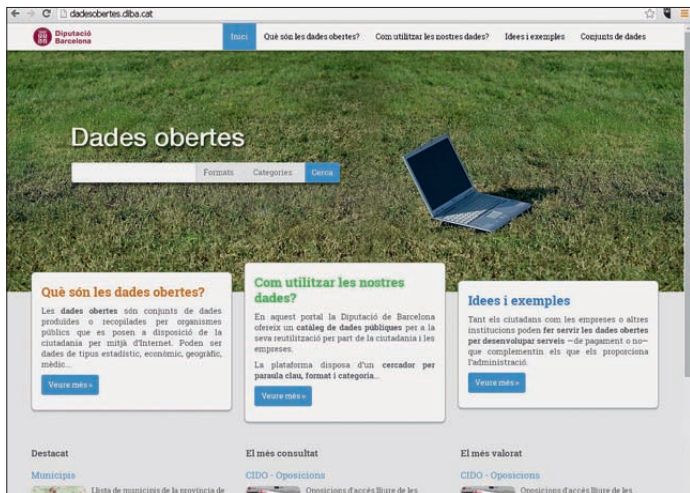 dadesobertes.diba.cat
Diputació
Barcelona
Inici
Què són les dades obertes?
Com utilitzar les nostres dades?
Idees i exemples
Conjunts de dades
Dades obertes
Formats
Categories
Cerca
Què són les dades obertes?
Les dades obertes són conjunts de dades
produïdes o recopilades per organismes
públics que es posen a disposició de la
ciutadania per mitjà d'Internet. Poden ser
dades de tipus estadístic, econòmic, geogràfic,
mèdic...
Veure més »
Com utilitzar les nostres
dades?
En aquest portal la Diputació de Barcelona
ofereix un catàleg de dades públiques per a la
seva reutilització per part de la ciutadania i les
empreses.
La plataforma disposa d'un cercador per
paraula clau, format i categoria...
Veure més »
Idees i exemples
Tant els ciutadans com les empreses o altres
institucions poden fer servir les dades obertes
per desenvolupar serveis —de pagament o no—
que complementin els que els proporciona
l'administració.
Veure més »
Destacat
Municipis
Llista de municipis de la província de
El més consultat
CIDO - Oposicions
Oposicions d'accés lliure de les
El més valorat
CIDO - Oposicions
Oposicions d'accés lliure de les